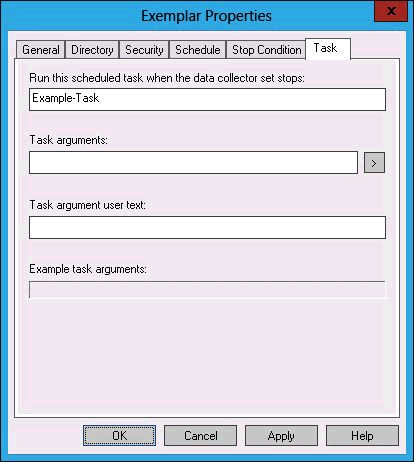 Exemplar Properties
x
General Directory Security Schedule Stop Condition Task
Run this scheduled task when the data collector set stops:
Example-Task
Task arguments:
>
Task argument user text:
Example task arguments:
OK Cancel Apply Help